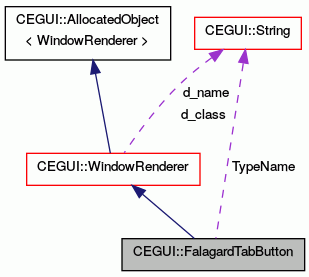 CEGUI::AllocatedObject
< WindowRenderer >
CEGUI::String
d_name
d_class
CEGUI::WindowRenderer
TypeName
CEGUI::FalagardTabButton